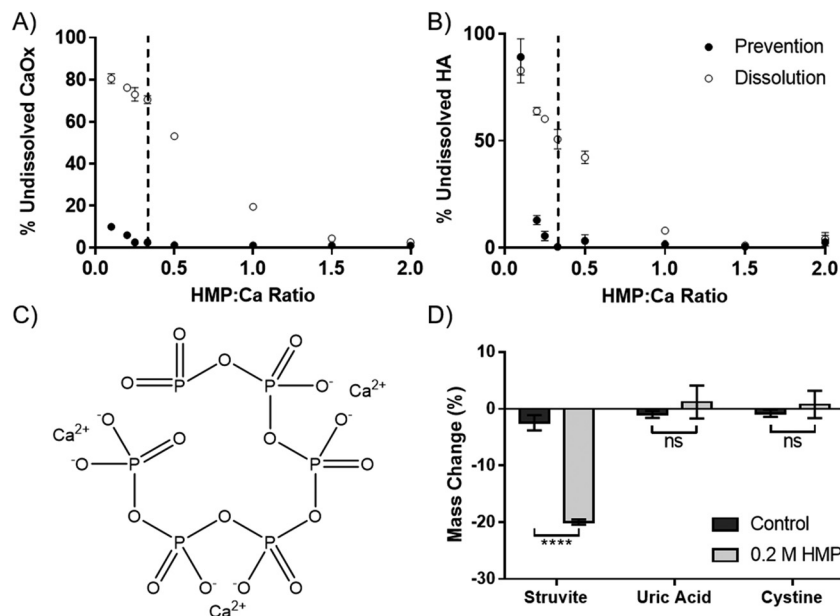 A)
100
80
60
40
20
0
% Undissolved CaOx
0.0 0.5 1.0 1.5 2.0
HMP:Ca Ratio
B)
100
50
0
% Undissolved HA
0.0 0.5 1.0 1.5 2.0
HMP:Ca Ratio
Prevention
Dissolution
C)
O O
O
O P P O⁻ Ca²⁺
Ca²⁺ ⁻O O O ⁻O
⁻O P P O
O O
O
P P
O O⁻ ⁻O O
Ca²⁺
D)
10
0
-10
-20
-30
Mass Change (%)
ns
ns
****
Control
0.2 M HMP
Struvite Uric Acid Cystine